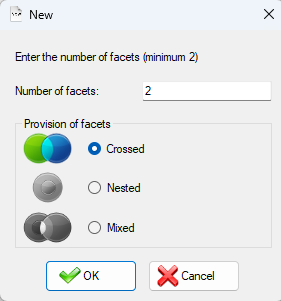 New
Enter the number of facets (minimum 2)
Number of facets: 2
Provision of facets
Crossed
Nested
Mixed
OK Cancel